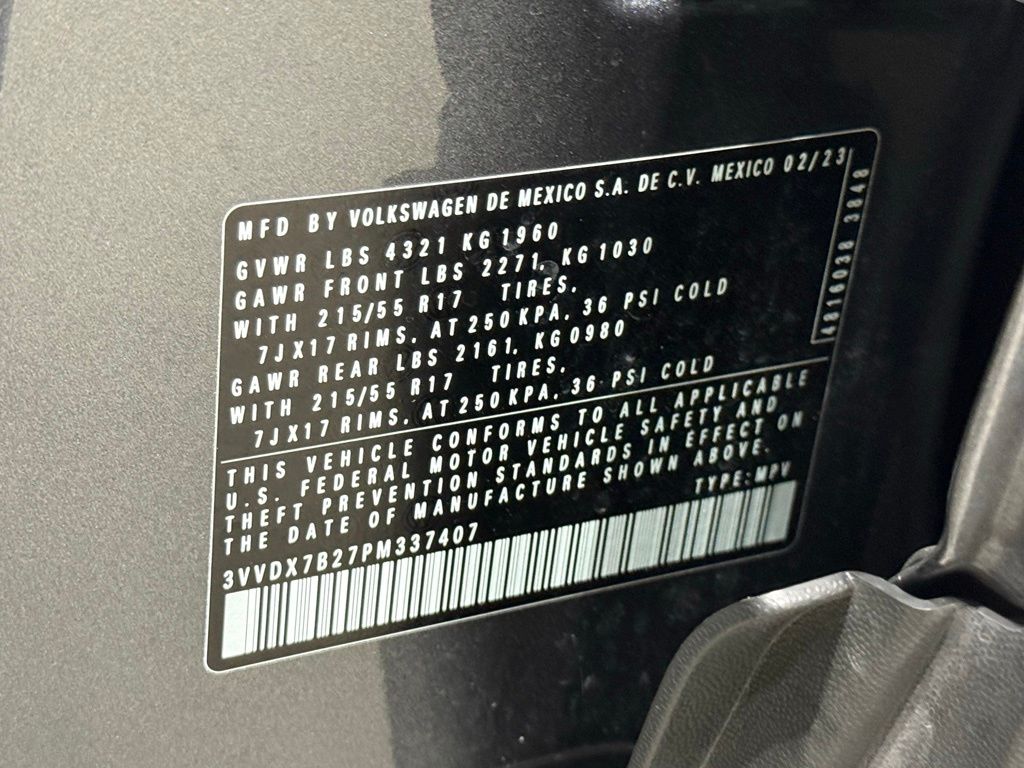 MFD BY VOLKSWAGEN DE MEXICO S.A. DE C.V. MEXICO 02/23
GVWR LBS 4321 KG 1960
GAWR FRONT LBS 2271, KG 1030
WITH 215/55 R17 TIRES,
7JX17 RIMS, AT 250 KPA, 36 PSI COLD
GAWR REAR LBS 2161, KG0980
WITH 215/55 R17 TIRES,
7JX17 RIMS, AT 250 KPA, 36 PSI COLD
4816038 3848
THIS VEHICLE CONFORMS TO ALL APPLICABLE
U.S. FEDERAL MOTOR VEHICLE SAFETY AND
THEFT PREVENTION STANDARDS IN EFFECT ON
THE DATE OF MANUFACTURE SHOWN ABOVE.
TYPE:MPV
3VVDX7B27PM337407